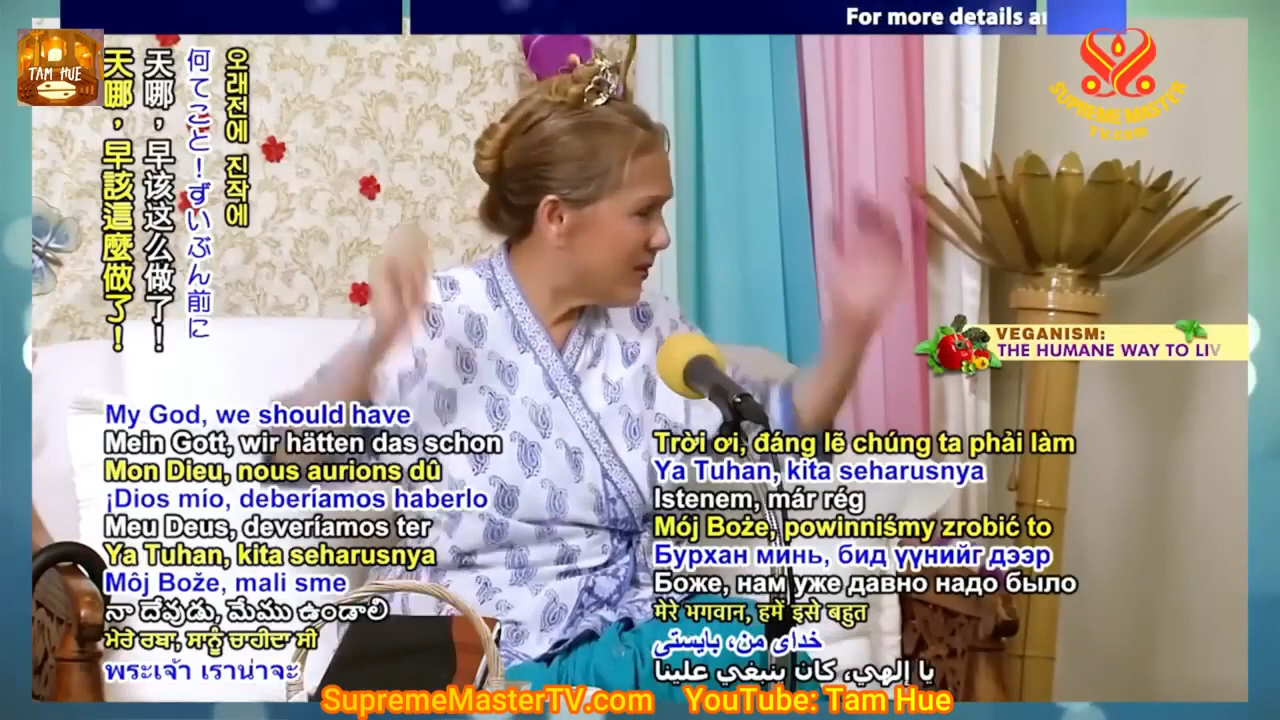 For more details a
TAM HUE
SUPREME MASTER
TV.com
오래전에 진작에
何てこと！ずいぶん前に
天哪，早该这么做了！
天哪，早該這麼做了！
VEGANISM:
THE HUMANE WAY TO LIV
My God, we should have
Mein Gott, wir hätten das schon
Mon Dieu, nous aurions dû
¡Dios mío, deberíamos haberlo
Meu Deus, deveríamos ter
Ya Tuhan, kita seharusnya
Môj Bože, mali sme
నా దేవుడు, మేము ఉండాలి
ਮੇਰੇ ਰਬਾ, ਸਾਨੂੰ ਚਾਹੀਦਾ ਸੀ
พระเจ้า เราน่าจะ
Trời ơi, đáng lẽ chúng ta phải làm
Ya Tuhan, kita seharusnya
Istenem, már rég
Mój Boże, powinniśmy zrobić to
Бурхан минь, бид үүнийг дээр
Боже, нам уже давно надо было
मेरे भगवान, हमें इसे बहुत
خدای من، بایستی
يا إلهي، كان ينبغي علينا
SupremeMasterTV.com YouTube: Tam Hue